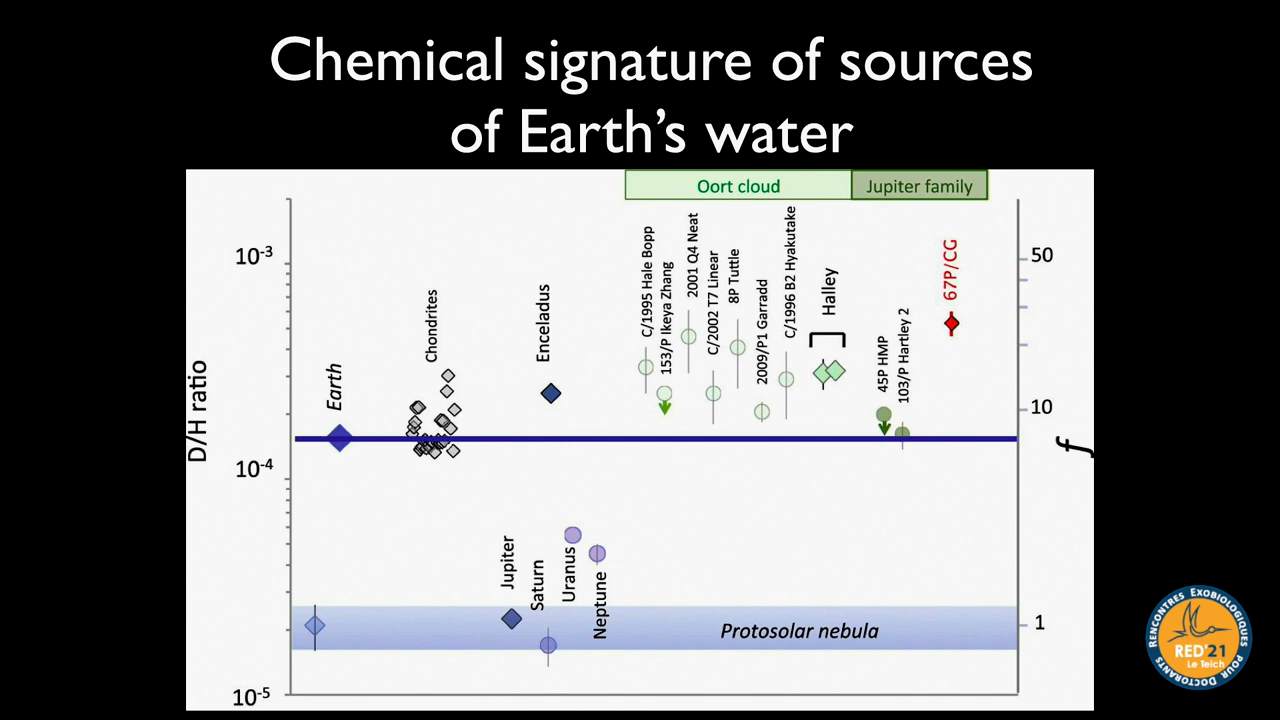 Chemical signature of sources
of Earth's water
Oort cloud
Jupiter family
D/H ratio
10-3
10-4
10-5
50
10
1
f
Earth
Chondrites
Enceladus
C/1995 Hale Bopp
153/P Ikeya Zhang
2001 Q4 Neat
C/2002 T7 Linear
8P Tuttle
2009/P1 Garradd
C/1996 B2 Hyakutake
Halley
45P HMP
103/P Hartley 2
67P/CG
Jupiter
Saturn
Uranus
Neptune
Protosolar nebula
RENCONTRES EXOBIOLOGIQUES
POUR DOCTORANTS
RED'21
Le Teich